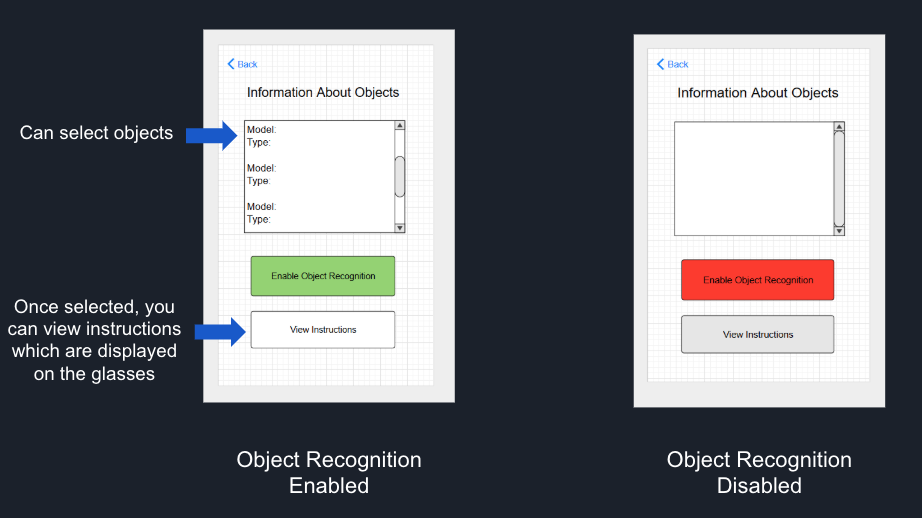 Back
Information About Objects
Can select objects
Model:
Type:
Model:
Type:
Model:
Type:
Enable Object Recognition
Once selected, you
can view instructions
which are displayed
on the glasses
View Instructions
Object Recognition
Enabled
Back
Information About Objects
Enable Object Recognition
View Instructions
Object Recognition
Disabled